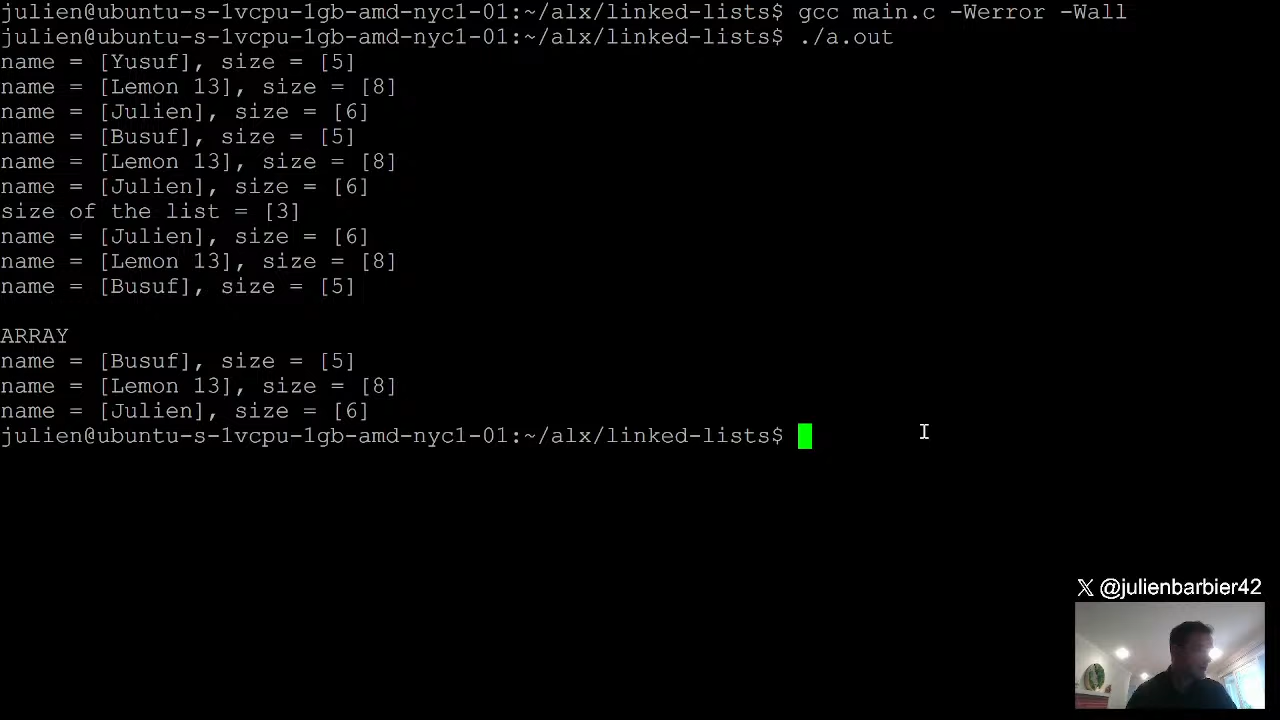 julien@ubuntu-s-1vcpu-1gb-amd-nyc1-01:~/alx/linked-lists$ gcc main.c -Werror -Wall
julien@ubuntu-s-1vcpu-1gb-amd-nyc1-01:~/alx/linked-lists$ ./a.out
name = [Yusuf], size = [5]
name = [Lemon 13], size = [8]
name = [Julien], size = [6]
name = [Busuf], size = [5]
name = [Lemon 13], size = [8]
name = [Julien], size = [6]
size of the list = [3]
name = [Julien], size = [6]
name = [Lemon 13], size = [8]
name = [Busuf], size = [5]
ARRAY
name = [Busuf], size = [5]
name = [Lemon 13], size = [8]
name = [Julien], size = [6]
julien@ubuntu-s-1vcpu-1gb-amd-nyc1-01:~/alx/linked-lists$
𝕏 @julienbarbier42